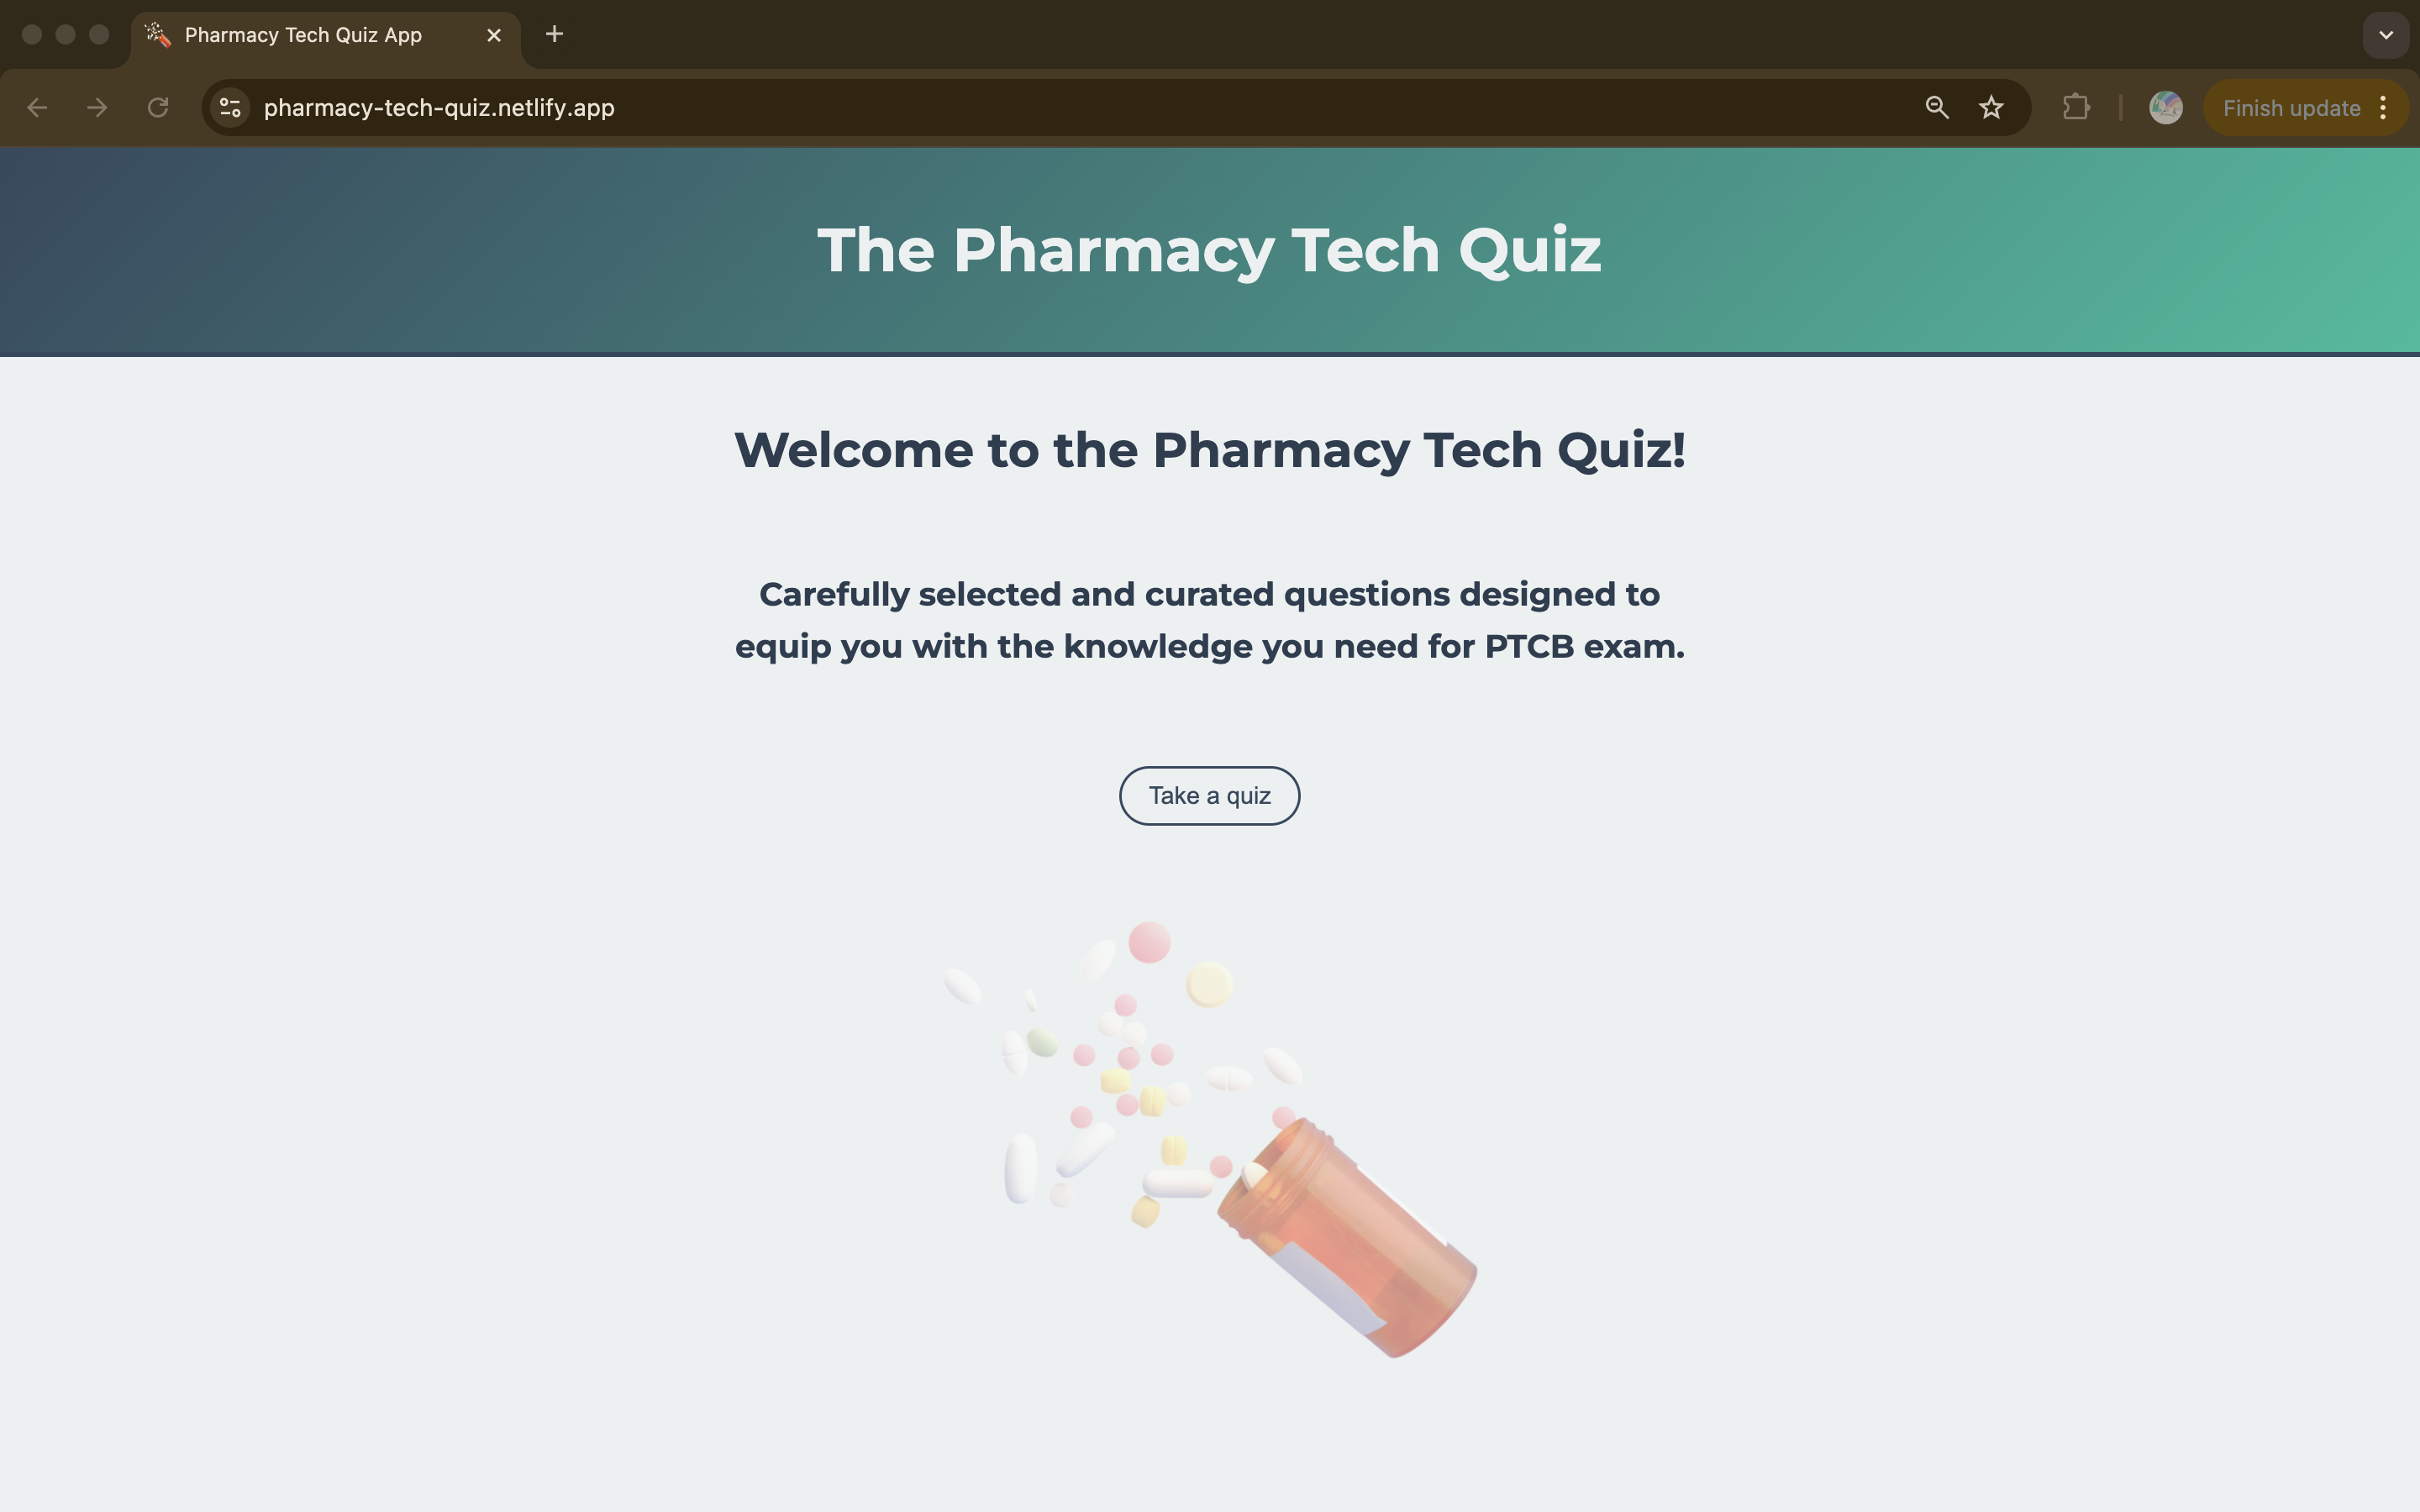 Pharmacy Tech Quiz App
pharmacy-tech-quiz.netlify.app
Finish update
The Pharmacy Tech Quiz
Welcome to the Pharmacy Tech Quiz!
Carefully selected and curated questions designed to
equip you with the knowledge you need for PTCB exam.
Take a quiz